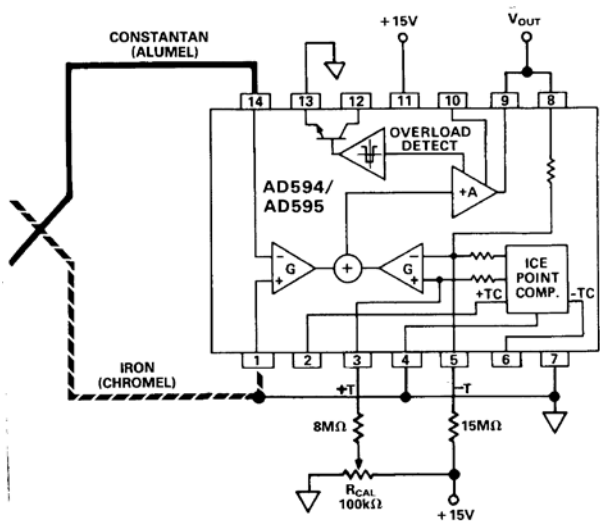 CONSTANTAN
(ALUMEL)
+15V
VOUT
14
13
12
11
10
9
8
OVERLOAD
DETECT
AD594/
AD595
+A
-
G
+
+
-
G
+
ICE
POINT
COMP.
+TC
-TC
1
2
3
4
5
6
7
IRON
(CHROMEL)
+T
-T
8MΩ
15MΩ
RCAL
100kΩ
+15V